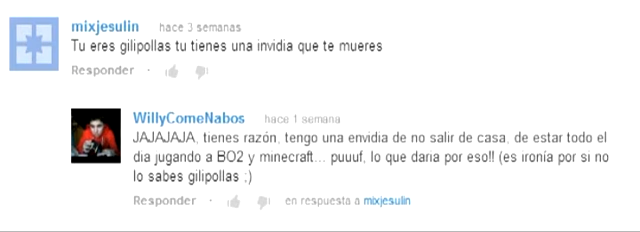 mixjesulin hace 3 semanas
Tu eres gilipollas tu tienes una invidia que te mueres
Responder ·
WillyComeNabos hace 1 semana
JAJAJAJA, tienes razón, tengo una envidia de no salir de casa, de estar todo el
dia jugando a BO2 y minecraft... puuuf, lo que daria por eso!! (es ironía por si no
lo sabes gilipollas ;)
Responder · en respuesta a mixjesulin